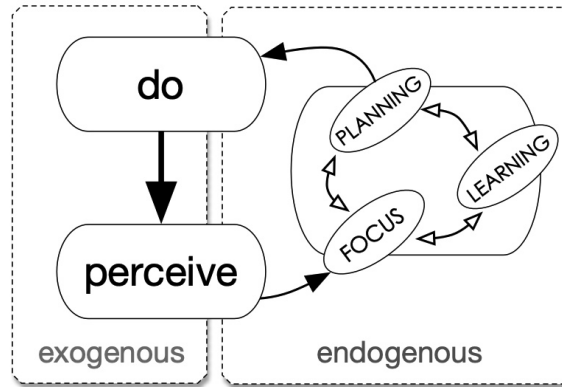 do
PLANNING
LEARNING
FOCUS
perceive
exogenous
endogenous